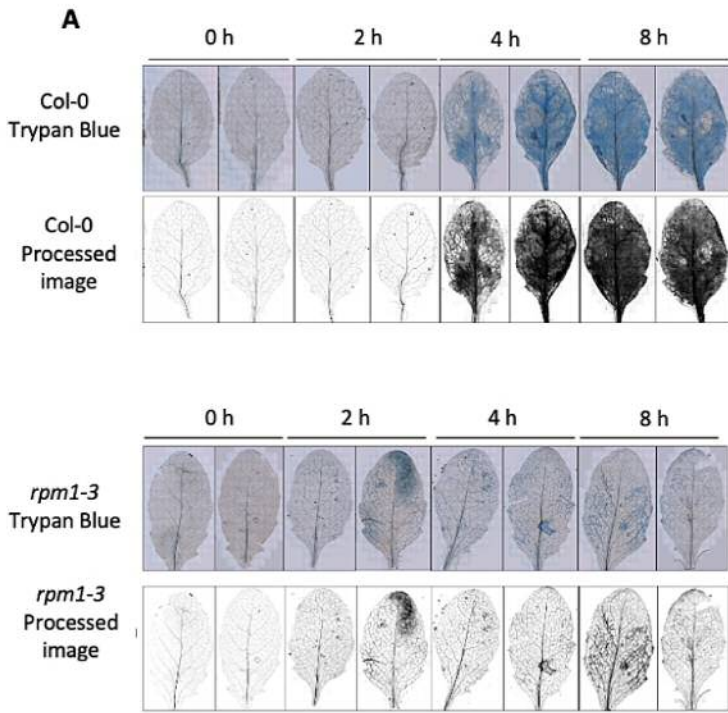 A
0 h 2 h 4 h 8 h
Col-0
Trypan Blue
Col-0
Processed
image
0 h 2 h 4 h 8 h
rpm1-3
Trypan Blue
rpm1-3
Processed
image